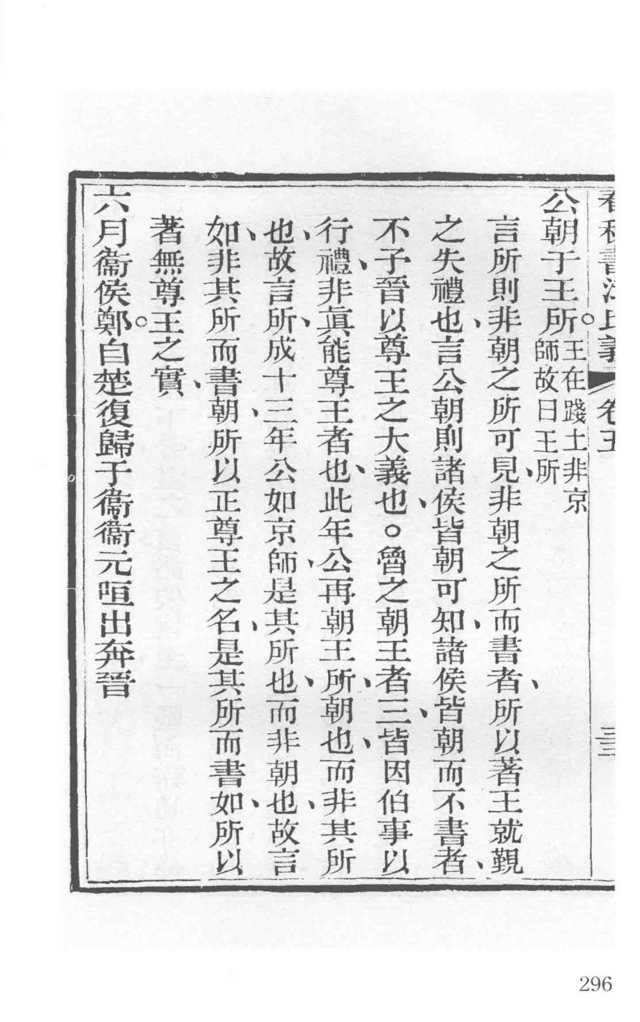 春秋書法民義 卷五 三三
公朝于王所。王在踐土非京
師故曰王所
言所則非朝之所可見、非朝之所而書者、所以著王就覲
之失禮也、言公朝則諸侯皆朝可知、諸侯皆朝而不書者、
不予晉以尊王之大義也。魯之朝王者三、皆因伯事以
行禮、非眞能尊王者也、此年公再朝王所、朝也、而非其所
也、故言所、成十三年公如京師、是其所也、而非朝也、故言
如、非其所而書朝、所以正尊王之名、是其所而書如、所以
著無尊王之實、
六月衞侯鄭。自楚復歸于衞衞元咺出奔晉
296